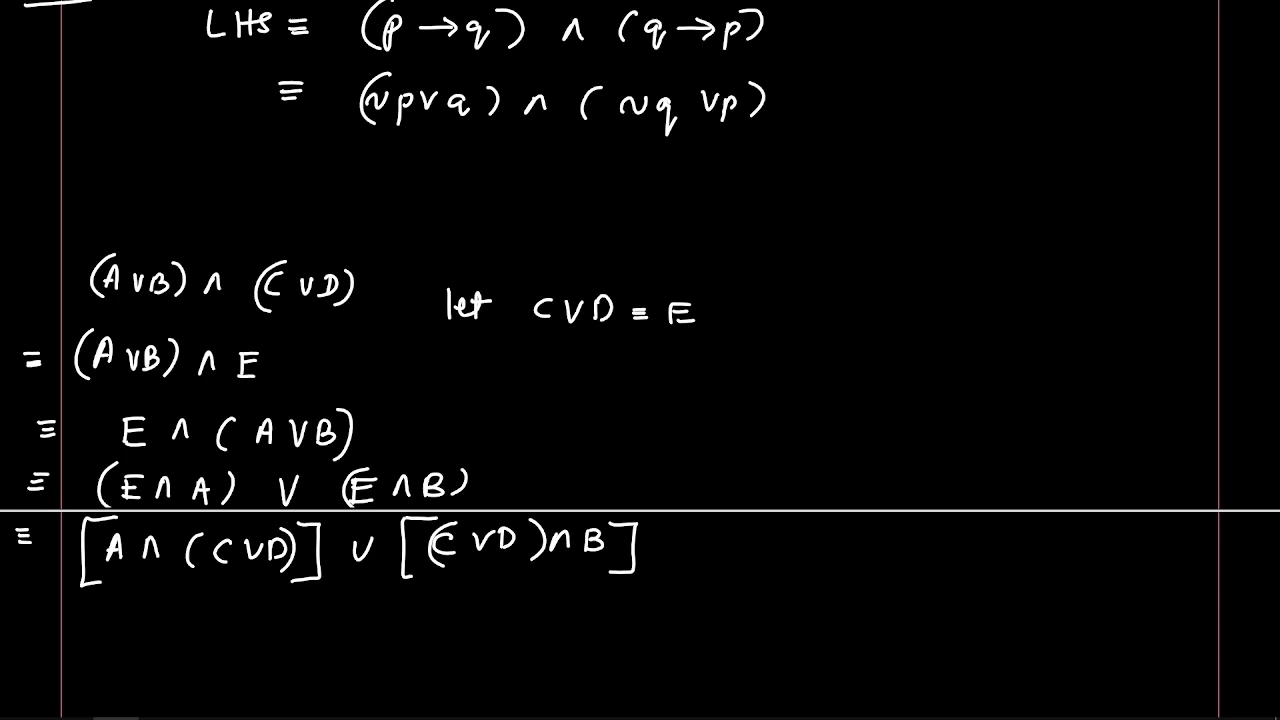 LHS ≡ (p → q) ∧ (q → p)
≡ (~p ∨ q) ∧ (~q ∨ p)
(A ∨ B) ∧ (C ∨ D) let C ∨ D ≡ E
= (A ∨ B) ∧ E
≡ E ∧ (A ∨ B)
≡ (E ∧ A) ∨ (E ∧ B)
≡ [A ∧ (C ∨ D)] ∨ [(C ∨ D) ∧ B]